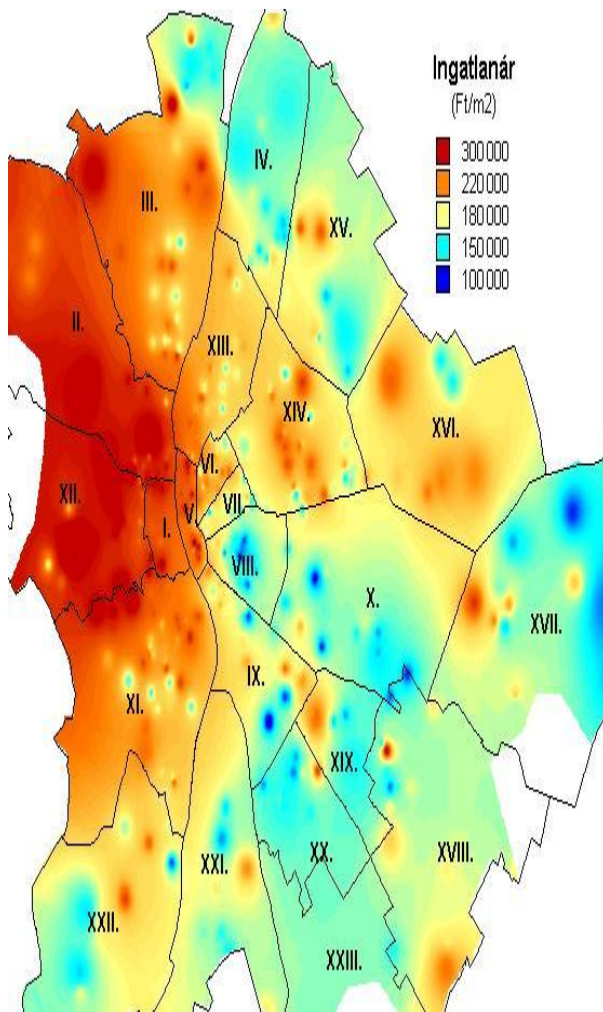 Ingatlanár
(Ft/m2)
300 000
220 000
180 000
150 000
100 000
IV.
III.
XV.
II.
XIII.
XIV.
XVI.
VI.
XII.
VII.
V.
I.
VIII.
X.
XVII.
IX.
XI.
XIX.
XX.
XXI.
XVIII.
XXII.
XXIII.